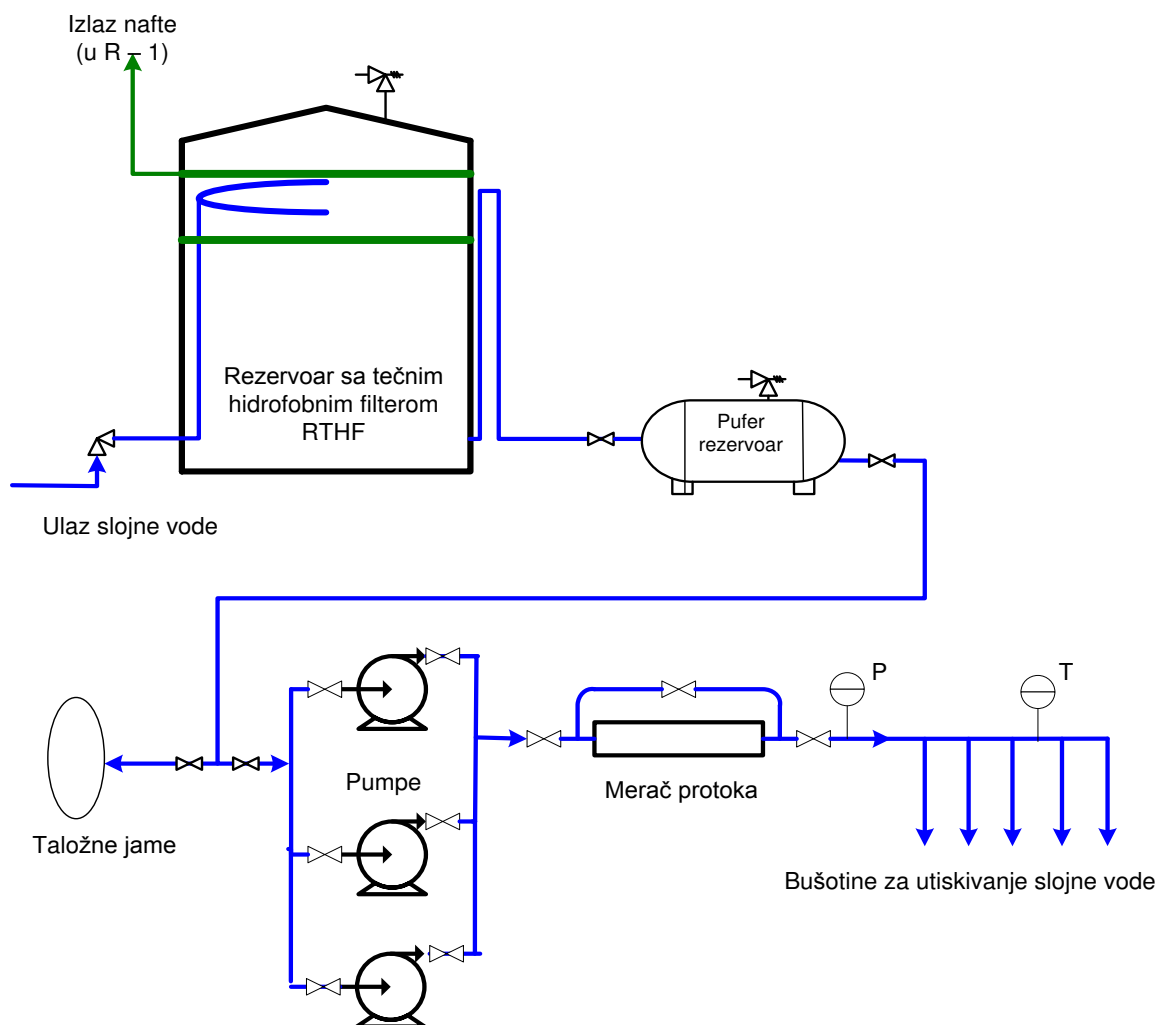 Izlaz nafte
(u R – 1)
Rezervoar sa tečnim
hidrofobnim filterom
RTHF
Pufer
rezervoar
Ulaz slojne vode
P
T
Pumpe
Merač protoka
Taložne jame
Bušotine za utiskivanje slojne vode